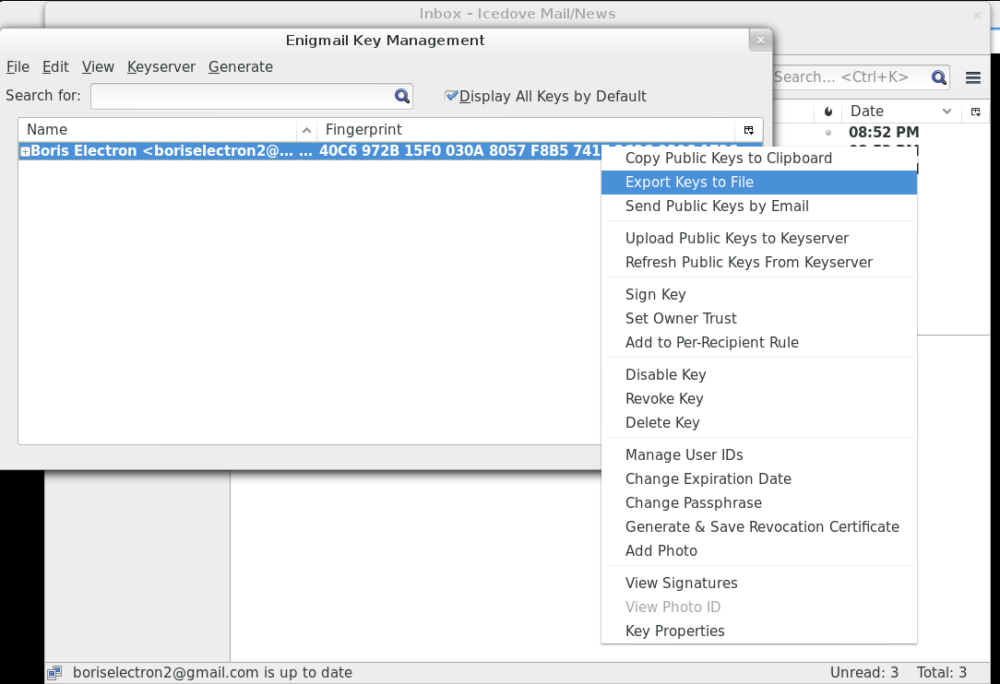 Inbox - Icedove Mail/News
Enigmail Key Management
File Edit View Keyserver Generate
Search... <Ctrl+K>
Search for:
Display All Keys by Default
Name Fingerprint
Date
Boris Electron <boriselectron2@... ... 40C6 972B 15F0 030A 8057 F8B5
08:52 PM
Copy Public Keys to Clipboard
Export Keys to File
Send Public Keys by Email
Upload Public Keys to Keyserver
Refresh Public Keys From Keyserver
Sign Key
Set Owner Trust
Add to Per-Recipient Rule
Disable Key
Revoke Key
Delete Key
Manage User IDs
Change Expiration Date
Change Passphrase
Generate & Save Revocation Certificate
Add Photo
View Signatures
View Photo ID
Key Properties
boriselectron2@gmail.com is up to date
Unread: 3 Total: 3